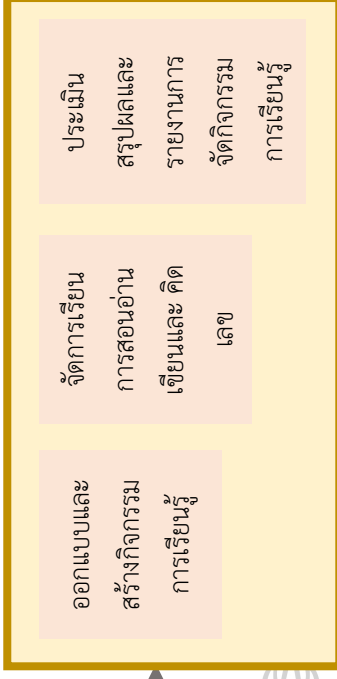 ออกแบบและ
สร้างกิจกรรม
การเรียนรู้
จัดการเรียน
การสอนอ่าน
เขียนและ คิด
เลข
ประเมิน
สรุปผลและ
รายงานการ
จัดกิจกรรม
การเรียนรู้